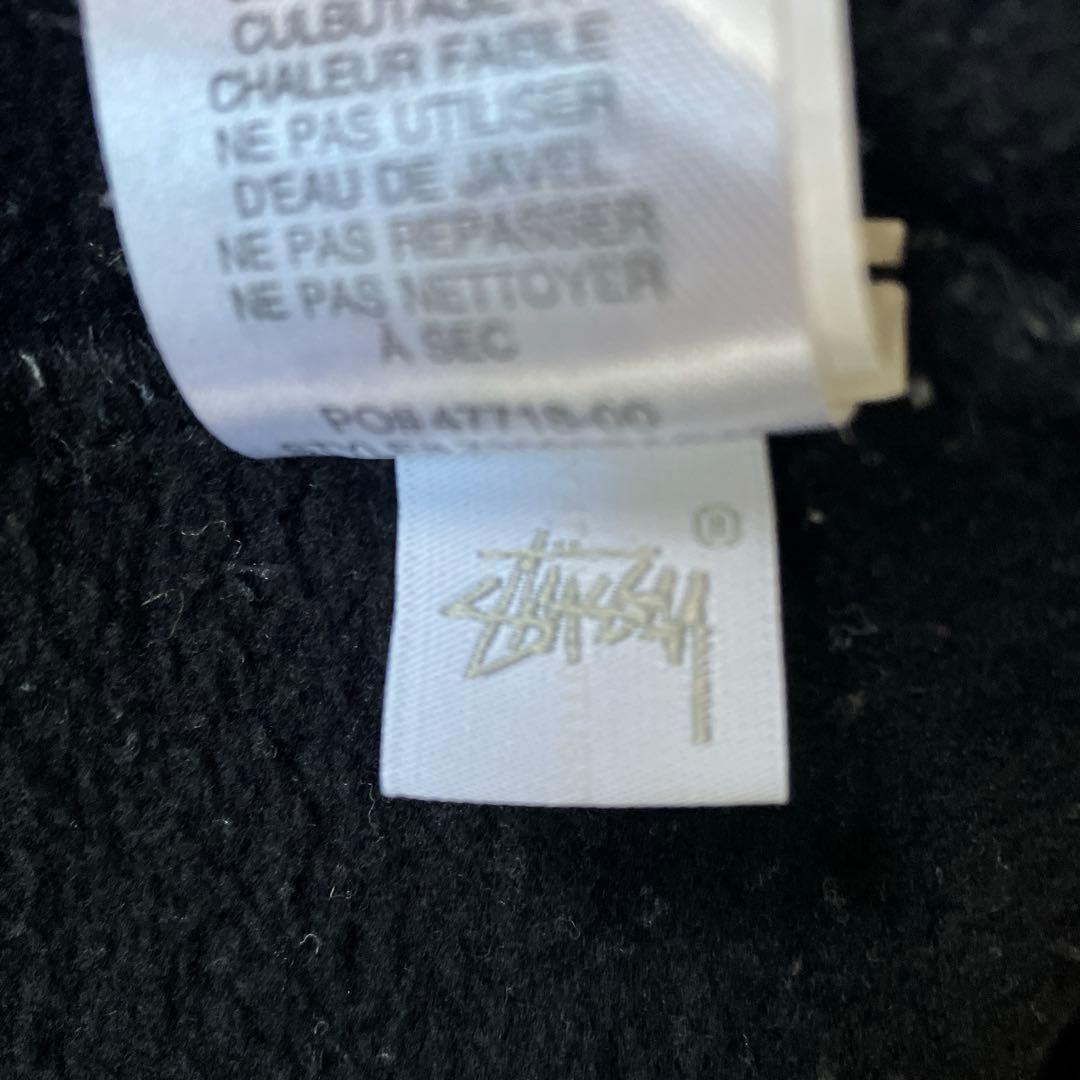 CULBUTAGE À
CHALEUR FAIBLE
NE PAS UTILISER
D'EAU DE JAVEL
NE PAS REPASSER
NE PAS NETTOYER
À SEC
®
STÜSSY